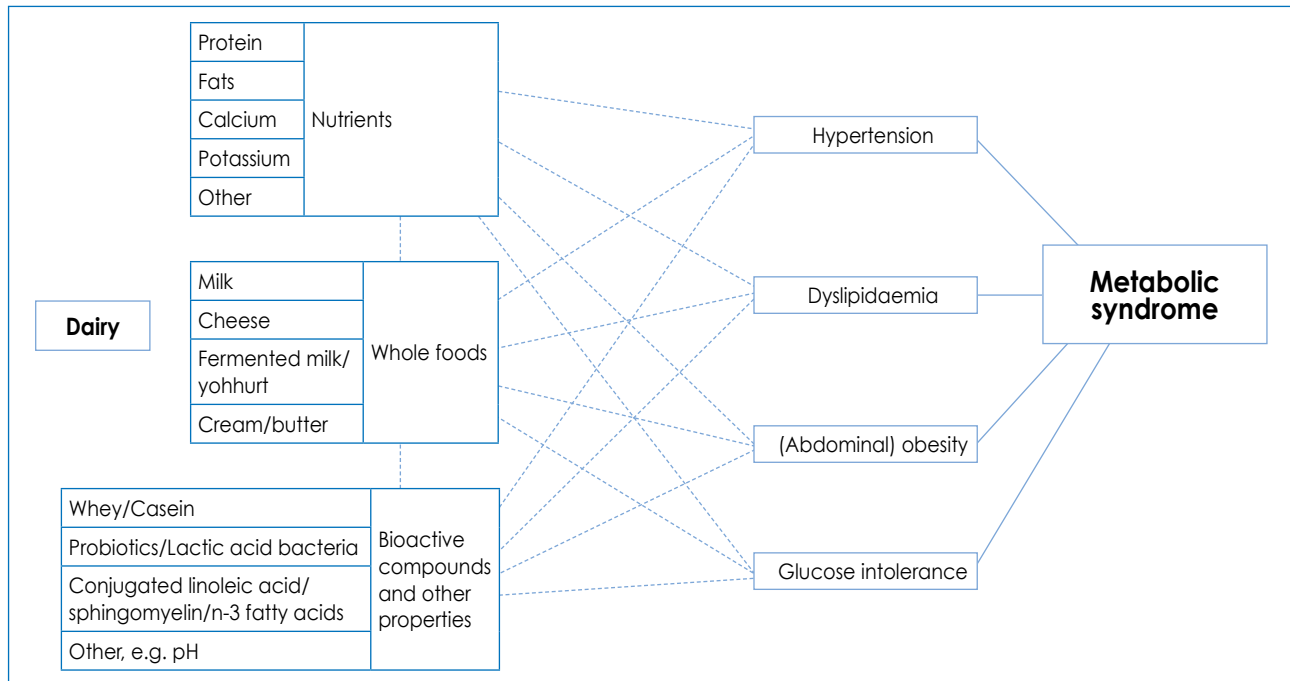 Protein
Fats
Calcium
Potassium
Other
Nutrients
Milk
Cheese
Fermented milk/
yohhurt
Cream/butter
Whole foods
Dairy
Whey/Casein
Probiotics/Lactic acid bacteria
Conjugated linoleic acid/
sphingomyelin/n-3 fatty acids
Other, e.g. pH
Bioactive
compounds
and other
properties
Hypertension
Dyslipidaemia
(Abdominal) obesity
Glucose intolerance
Metabolic
syndrome